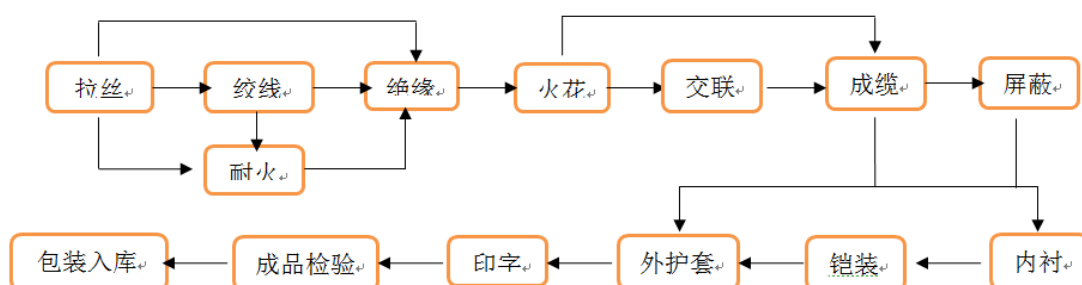 拉丝
绞线
绝缘
火花
交联
成缆
屏蔽
耐火
包装入库
成品检验
印字
外护套
铠装
内衬